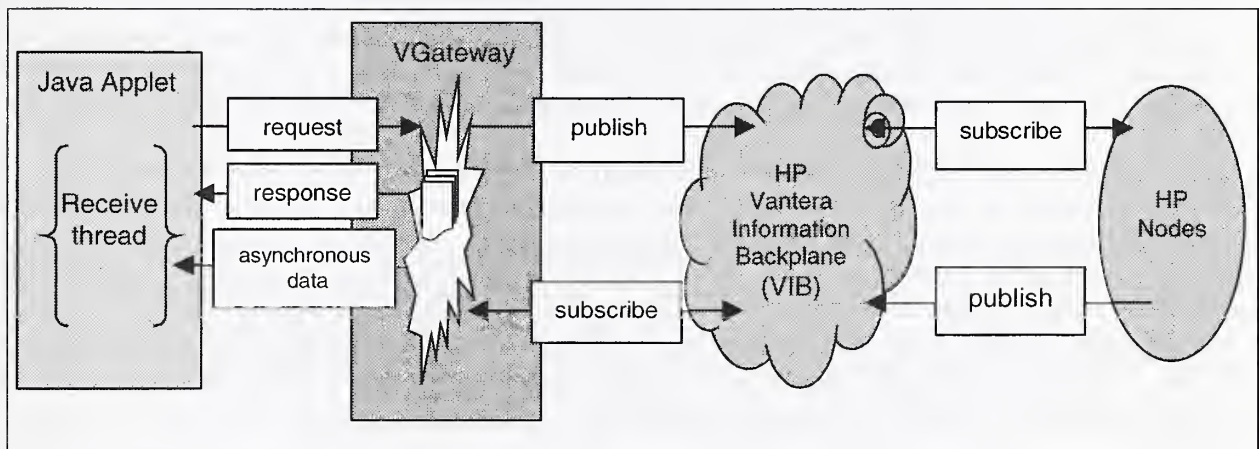 Java Applet
Receive
thread
request
response
asynchronous
data
VGateway
publish
subscribe
HP
Vantera
Information
Backplane
(VIB)
subscribe
publish
HP
Nodes